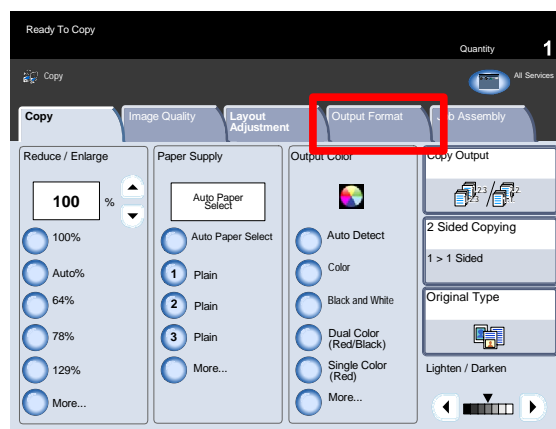 Ready To Copy
Quantity 1
Copy
All Services
Copy
Image Quality
Layout
Adjustment
Output Format
Job Assembly
Reduce / Enlarge
100 %
100%
Auto%
64%
78%
129%
More...
Paper Supply
Auto Paper
Select
Auto Paper Select
1 Plain
2 Plain
3 Plain
More...
Output Color
Auto Detect
Color
Black and White
Dual Color
(Red/Black)
Single Color
(Red)
More...
Copy Output
2 Sided Copying
1 > 1 Sided
Original Type
Lighten / Darken